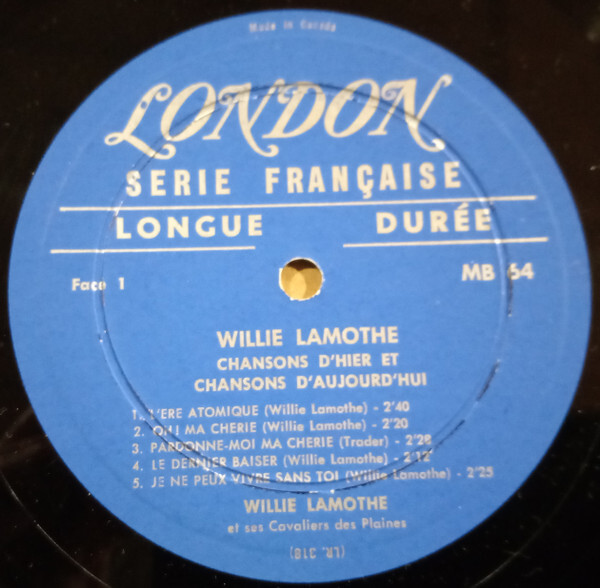 Made in Canada
LONDON
SERIE FRANÇAISE
LONGUE DURÉE
Face 1 MB 64
WILLIE LAMOTHE
CHANSONS D'HIER ET
CHANSONS D'AUJOURD'HUI
1. L'ERE ATOMIQUE (Willie Lamothe) - 2'40
2. OH ! MA CHERIE (Willie Lamothe) - 2'20
3. PARDONNE-MOI MA CHERIE (Trader) - 2'28
4. LE DERNIER BAISER (Willie Lamothe) - 2'12
5. JE NE PEUX VIVRE SANS TOI (Willie Lamothe) - 2'25
WILLIE LAMOTHE
et ses Cavaliers des Plaines
(LR. 318)